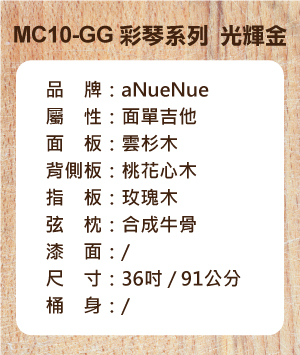 MC10-GG 彩琴系列 光輝金
品　牌：aNueNue
屬　性：面單吉他
面　板：雲杉木
背側板：桃花心木
指　板：玫瑰木
弦　枕：合成牛骨
漆　面：/
尺　寸：36吋 / 91公分
桶　身：/